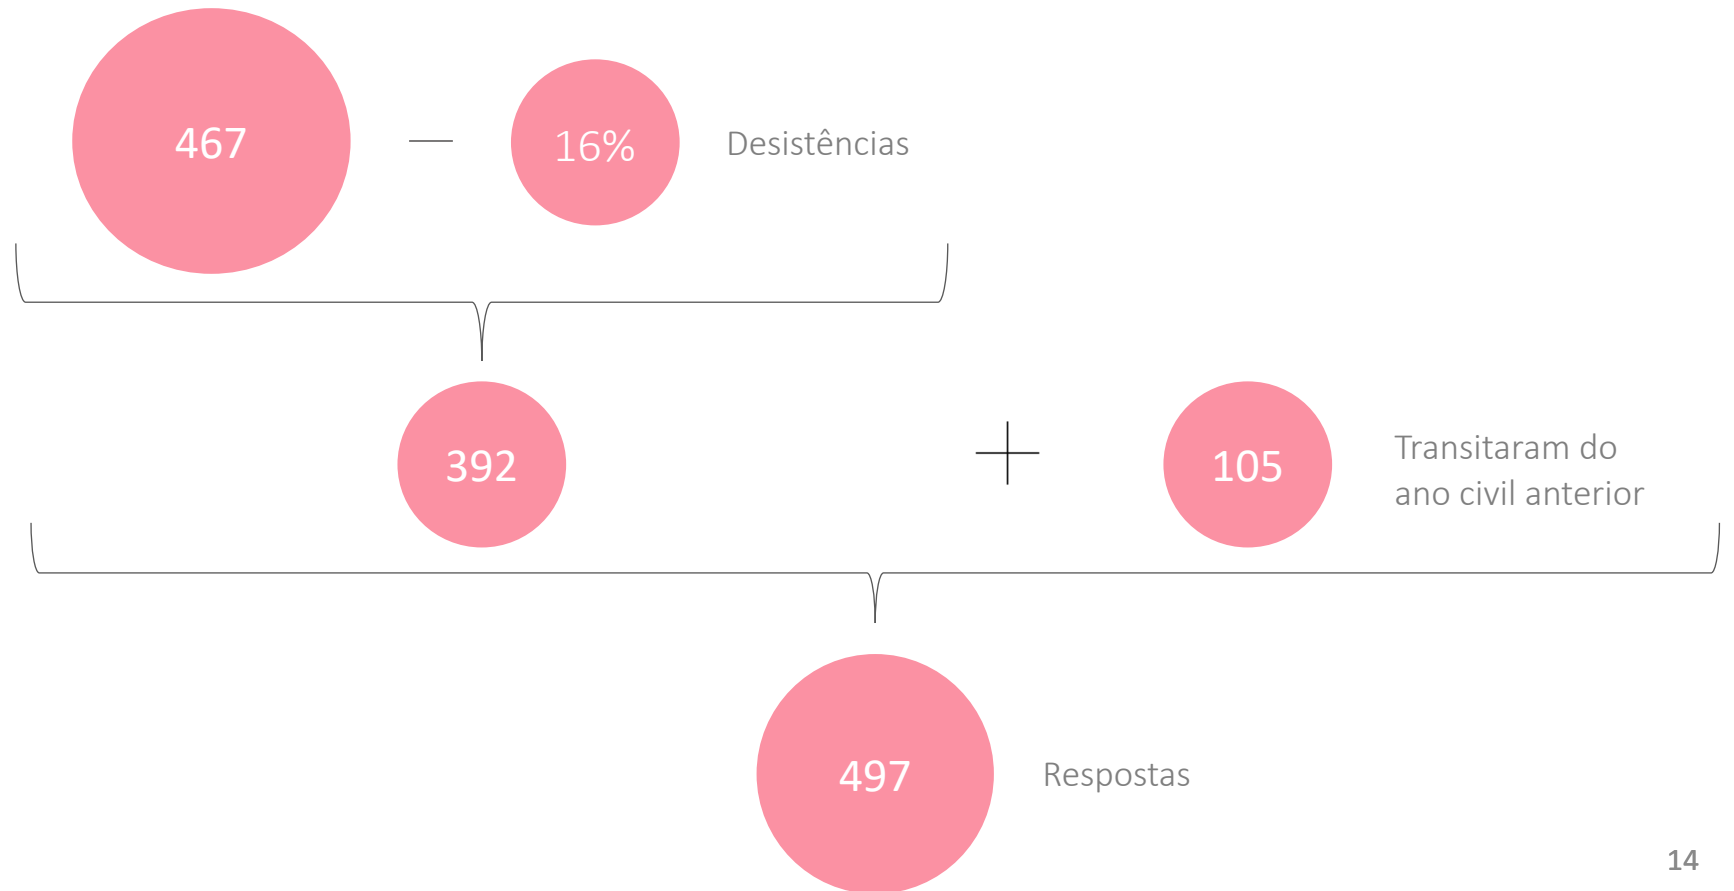 467
16%
Desistências
392
105
Transitaram do
ano civil anterior
497
Respostas
14